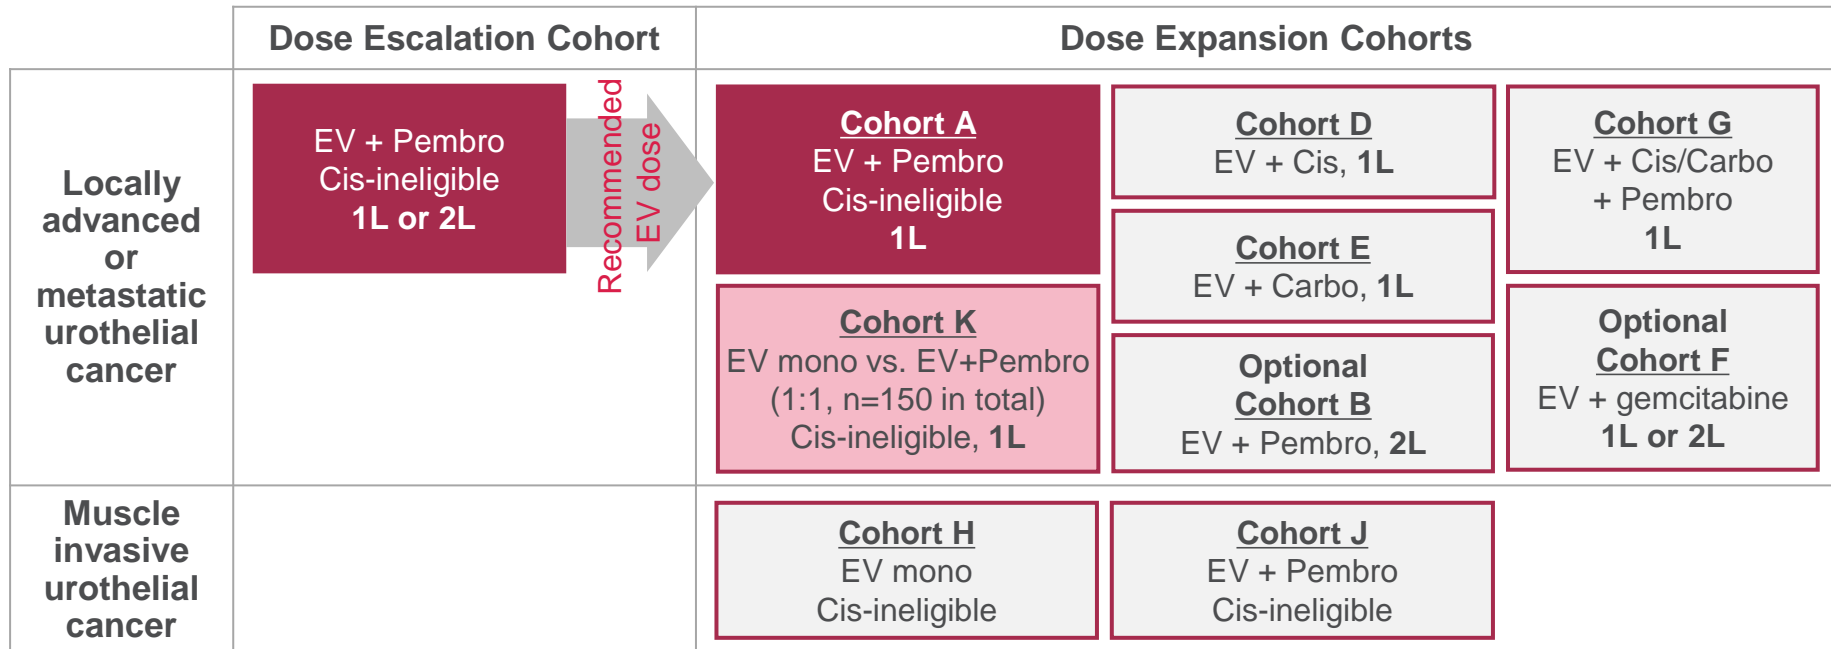 Dose Escalation Cohort
Dose Expansion Cohorts
Locally
advanced
or
metastatic
urothelial
cancer
EV + Pembro
Cis-ineligible
1L or 2L
Recommended
EV dose
Cohort A
EV + Pembro
Cis-ineligible
1L
Cohort K
EV mono vs. EV+Pembro
(1:1, n=150 in total)
Cis-ineligible, 1L
Cohort D
EV + Cis, 1L
Cohort E
EV + Carbo, 1L
Optional
Cohort B
EV + Pembro, 2L
Cohort G
EV + Cis/Carbo
+ Pembro
1L
Optional
Cohort F
EV + gemcitabine
1L or 2L
Muscle
invasive
urothelial
cancer
Cohort H
EV mono
Cis-ineligible
Cohort J
EV + Pembro
Cis-ineligible